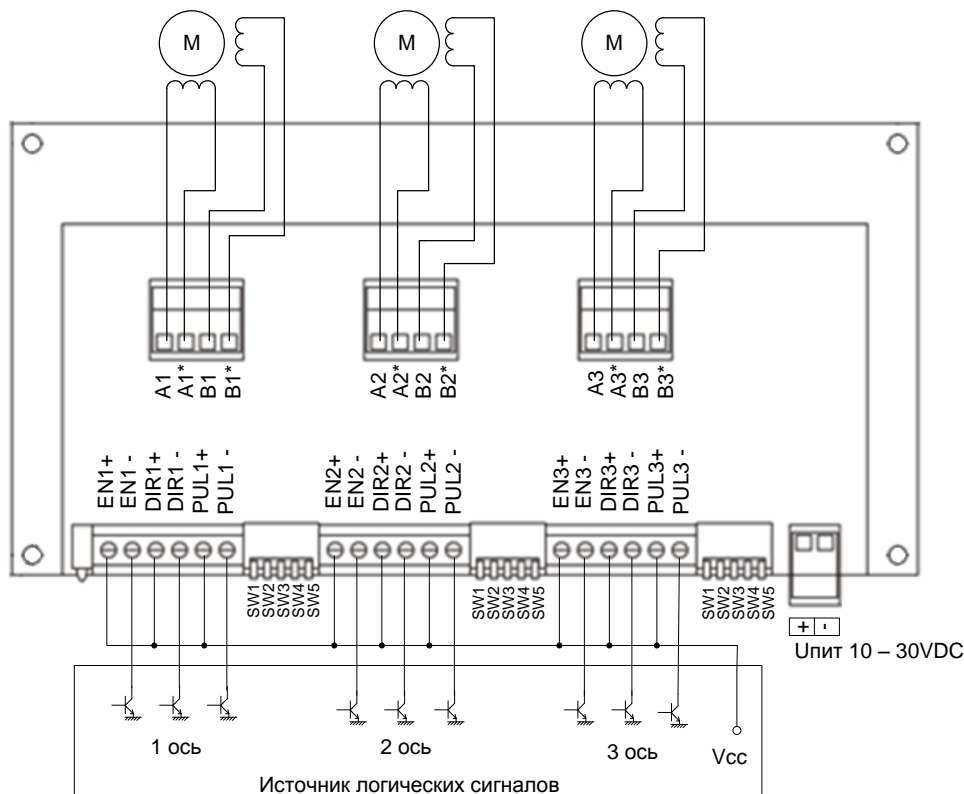 M M M
A1 A1* B1 B1* A2 A2* B2 B2* A3 A3* B3 B3*
EN1+ EN1 - DIR1+ DIR1 - PUL1+ PUL1 - EN2+ EN2 - DIR2+ DIR2 - PUL2+ PUL2 - EN3+ EN3 - DIR3+ DIR3 - PUL3+ PUL3 -
SW1 SW2 SW3 SW4 SW5 SW1 SW2 SW3 SW4 SW5 SW1 SW2 SW3 SW4 SW5
+ -
Uпит 10 – 30VDC
1 ось 2 ось 3 ось Vcc
Источник логических сигналов